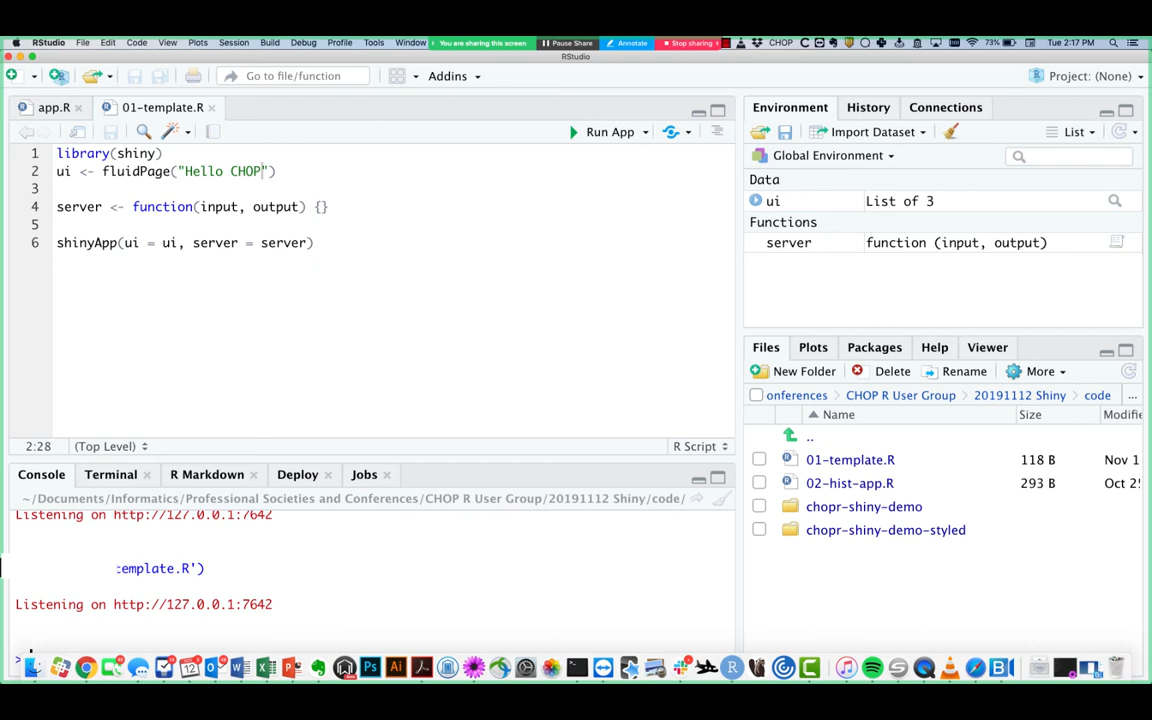 RStudio File Edit Code View Plots Session Build Debug Profile Tools Window You are sharing this screen Pause Share Annotate Stop sharing CHOP 73% Tue 2:17 PM
RStudio
Go to file/function Addins Project: (None)
app.R 01-template.R
Run App
1 library(shiny)
2 ui <- fluidPage("Hello CHOP")
3
4 server <- function(input, output) {}
5
6 shinyApp(ui = ui, server = server)
2:28 (Top Level) R Script
Environment History Connections
Import Dataset List
Global Environment
Data
ui List of 3
Functions
server function (input, output)
Files Plots Packages Help Viewer
New Folder Delete Rename More
onferences CHOP R User Group 20191112 Shiny code ...
Name Size Modifie
..
01-template.R 118 B Nov 1
02-hist-app.R 293 B Oct 25
chopr-shiny-demo
chopr-shiny-demo-styled
Console Terminal R Markdown Deploy Jobs
~/Documents/Informatics/Professional Societies and Conferences/CHOP R User Group/20191112 Shiny/code/
Listening on http://127.0.0.1:7642
template.R')
Listening on http://127.0.0.1:7642
>